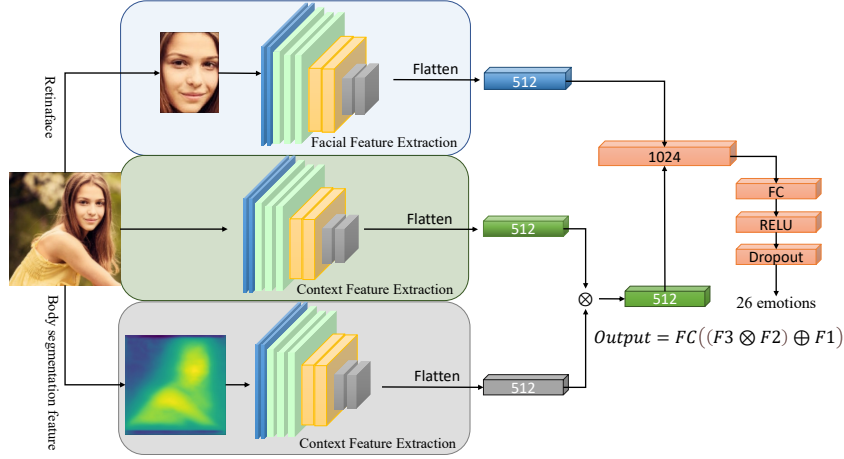 Retinaface
Flatten
512
Facial Feature Extraction
1024
FC
RELU
Dropout
26 emotions
Flatten
512
Context Feature Extraction
⊗
512
Output = FC((F3 ⊗ F2) ⊕ F1)
Body segmentation feature
Flatten
512
Context Feature Extraction